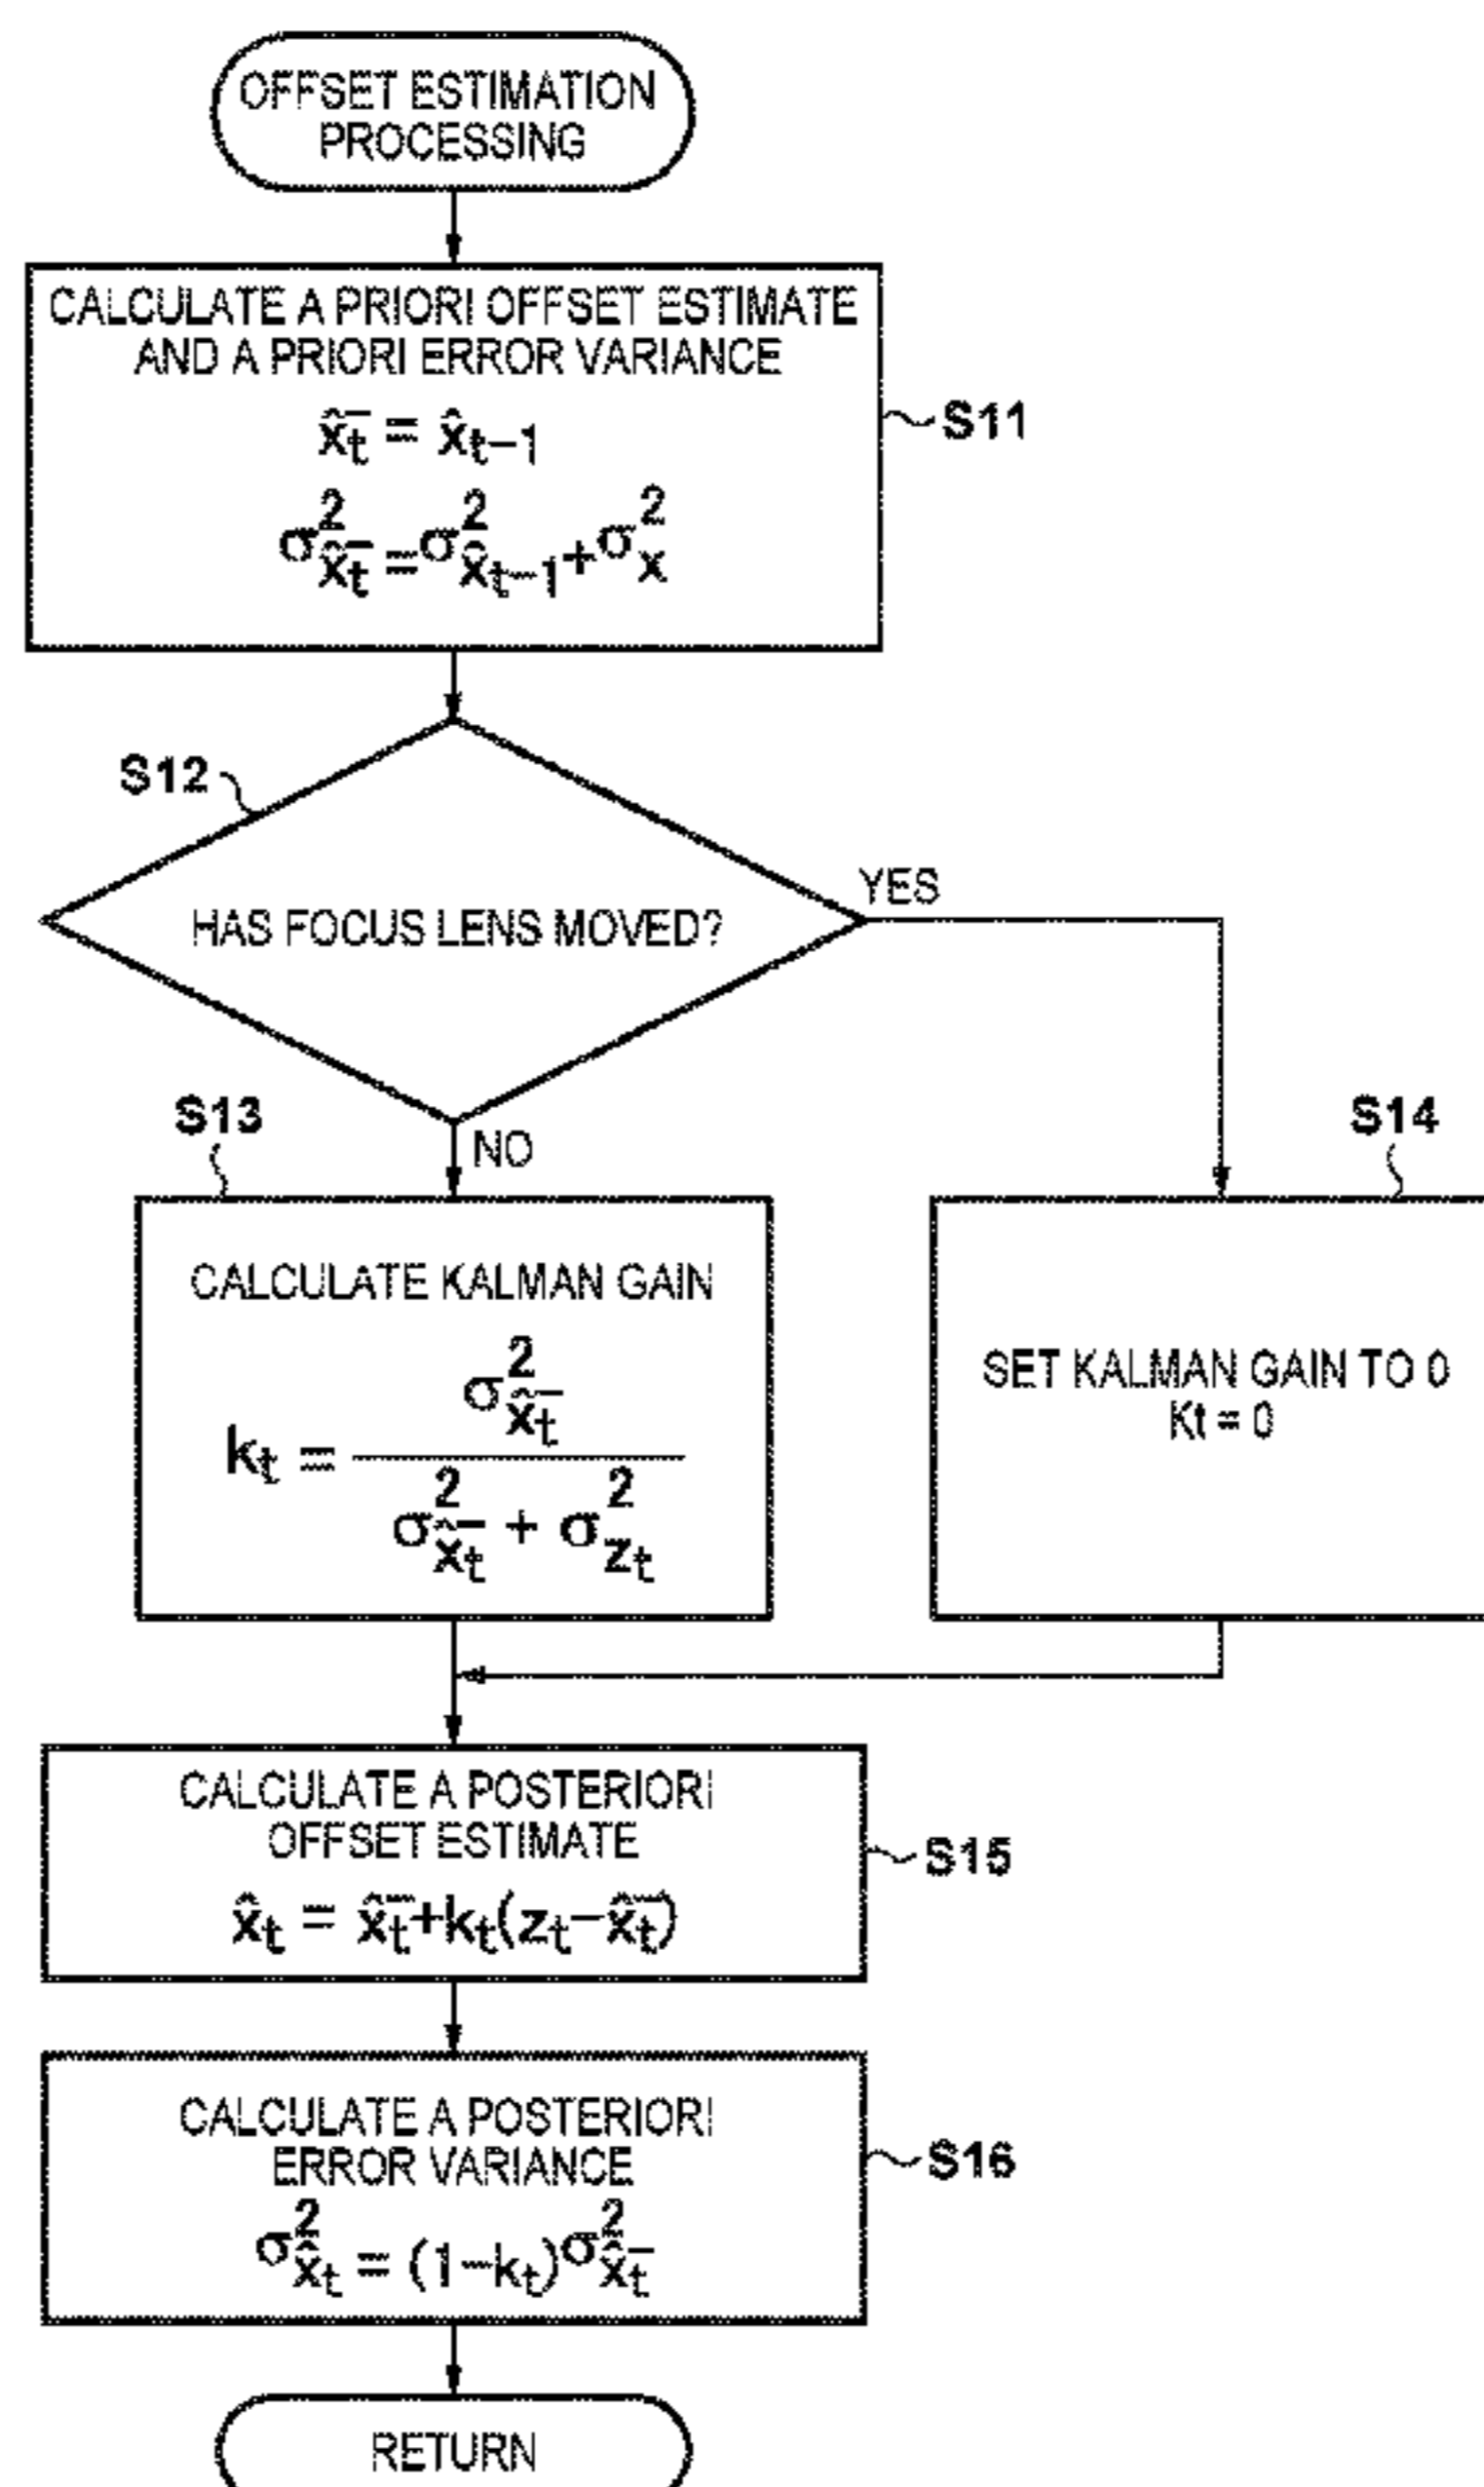 OFFSET ESTIMATION
PROCESSING
CALCULATE A PRIORI OFFSET ESTIMATE
AND A PRIORI ERROR VARIANCE
x̂ₜ⁻ = x̂ₜ₋₁
σ²x̂ₜ⁻ = σ²x̂ₜ₋₁ + σ²x
S11
S12
HAS FOCUS LENS MOVED?
YES
NO
S13
CALCULATE KALMAN GAIN
kₜ = σ²x̂ₜ⁻ / (σ²x̂ₜ⁻ + σ²zₜ)
S14
SET KALMAN GAIN TO 0
Kt = 0
CALCULATE A POSTERIORI
OFFSET ESTIMATE
x̂ₜ = x̂ₜ⁻+kₜ(zₜ−x̂ₜ⁻)
S15
CALCULATE A POSTERIORI
ERROR VARIANCE
σ²x̂ₜ = (1−kₜ)σ²x̂ₜ⁻
S16
RETURN